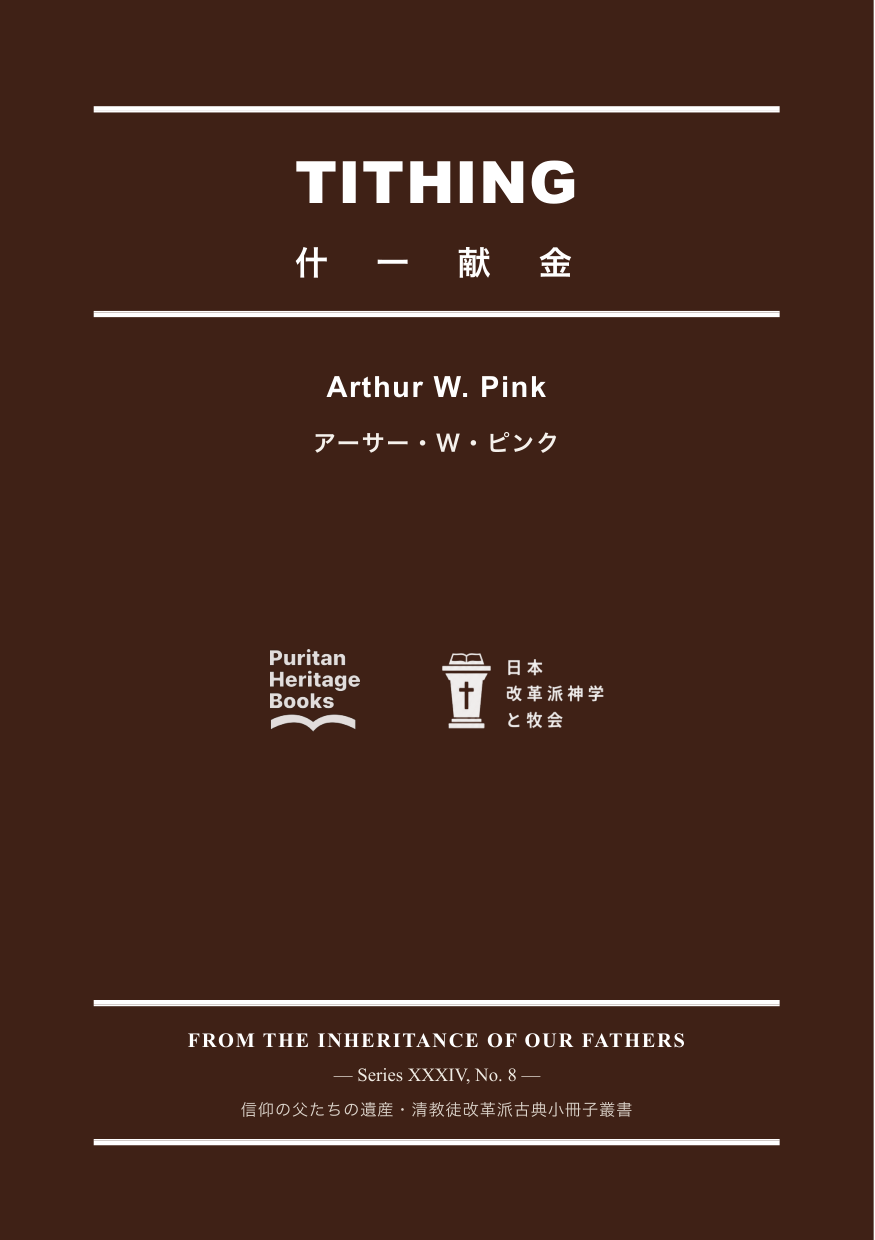 TITHING
什一献金
Arthur W. Pink
アーサー・W・ピンク
Puritan
Heritage
Books
日本
改革派神学
と牧会
FROM THE INHERITANCE OF OUR FATHERS
— Series XXXIV, No. 8 —
信仰の父たちの遺産・清教徒改革派古典小冊子叢書